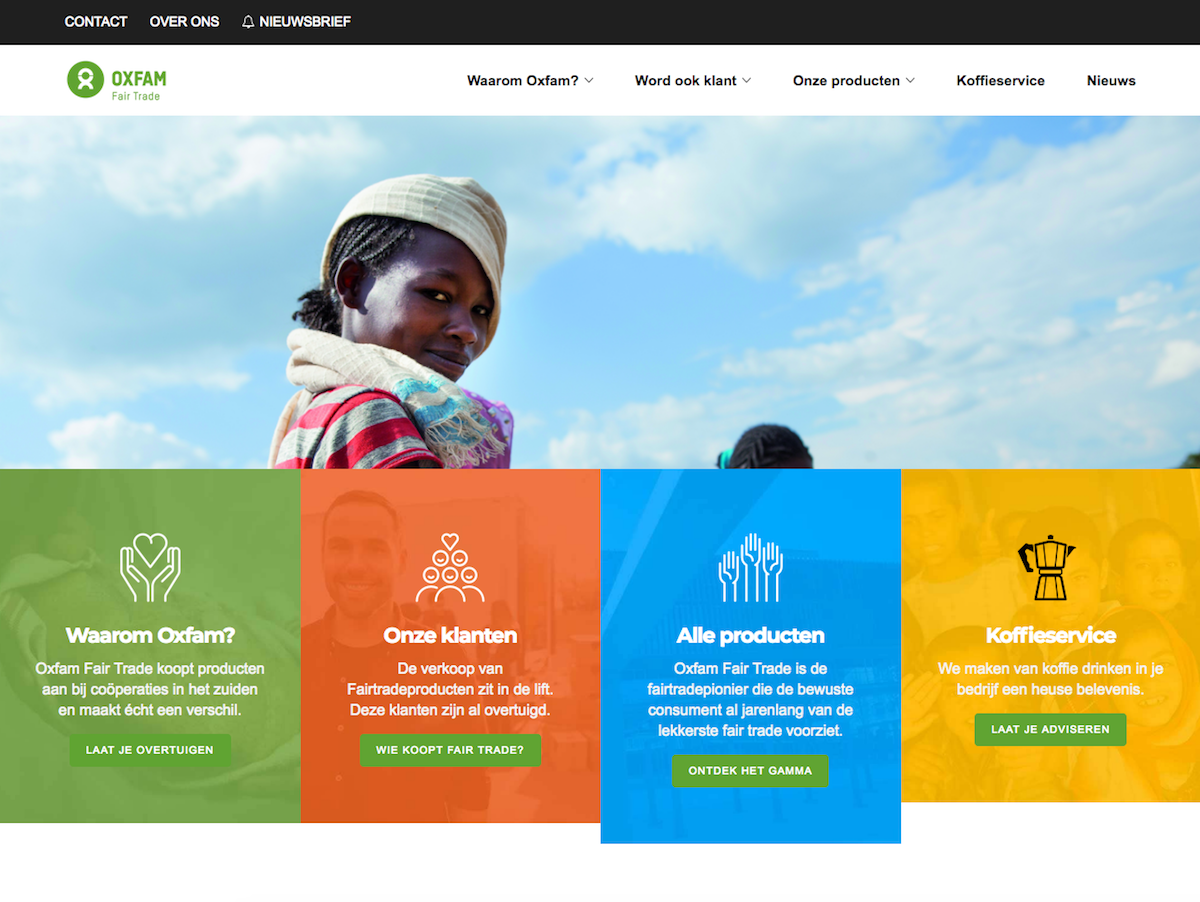 CONTACT OVER ONS NIEUWSBRIEF
OXFAM
Fair Trade
Waarom Oxfam? Word ook klant Onze producten Koffieservice Nieuws
Waarom Oxfam?
Oxfam Fair Trade koopt producten
aan bij coöperaties in het zuiden
en maakt écht een verschil.
LAAT JE OVERTUIGEN
Onze klanten
De verkoop van
Fairtradeproducten zit in de lift.
Deze klanten zijn al overtuigd.
WIE KOOPT FAIR TRADE?
Alle producten
Oxfam Fair Trade is de
fairtradepionier die de bewuste
consument al jarenlang van de
lekkerste fair trade voorziet.
ONTDEK HET GAMMA
Koffieservice
We maken van koffie drinken in je
bedrijf een heuse belevenis.
LAAT JE ADVISEREN